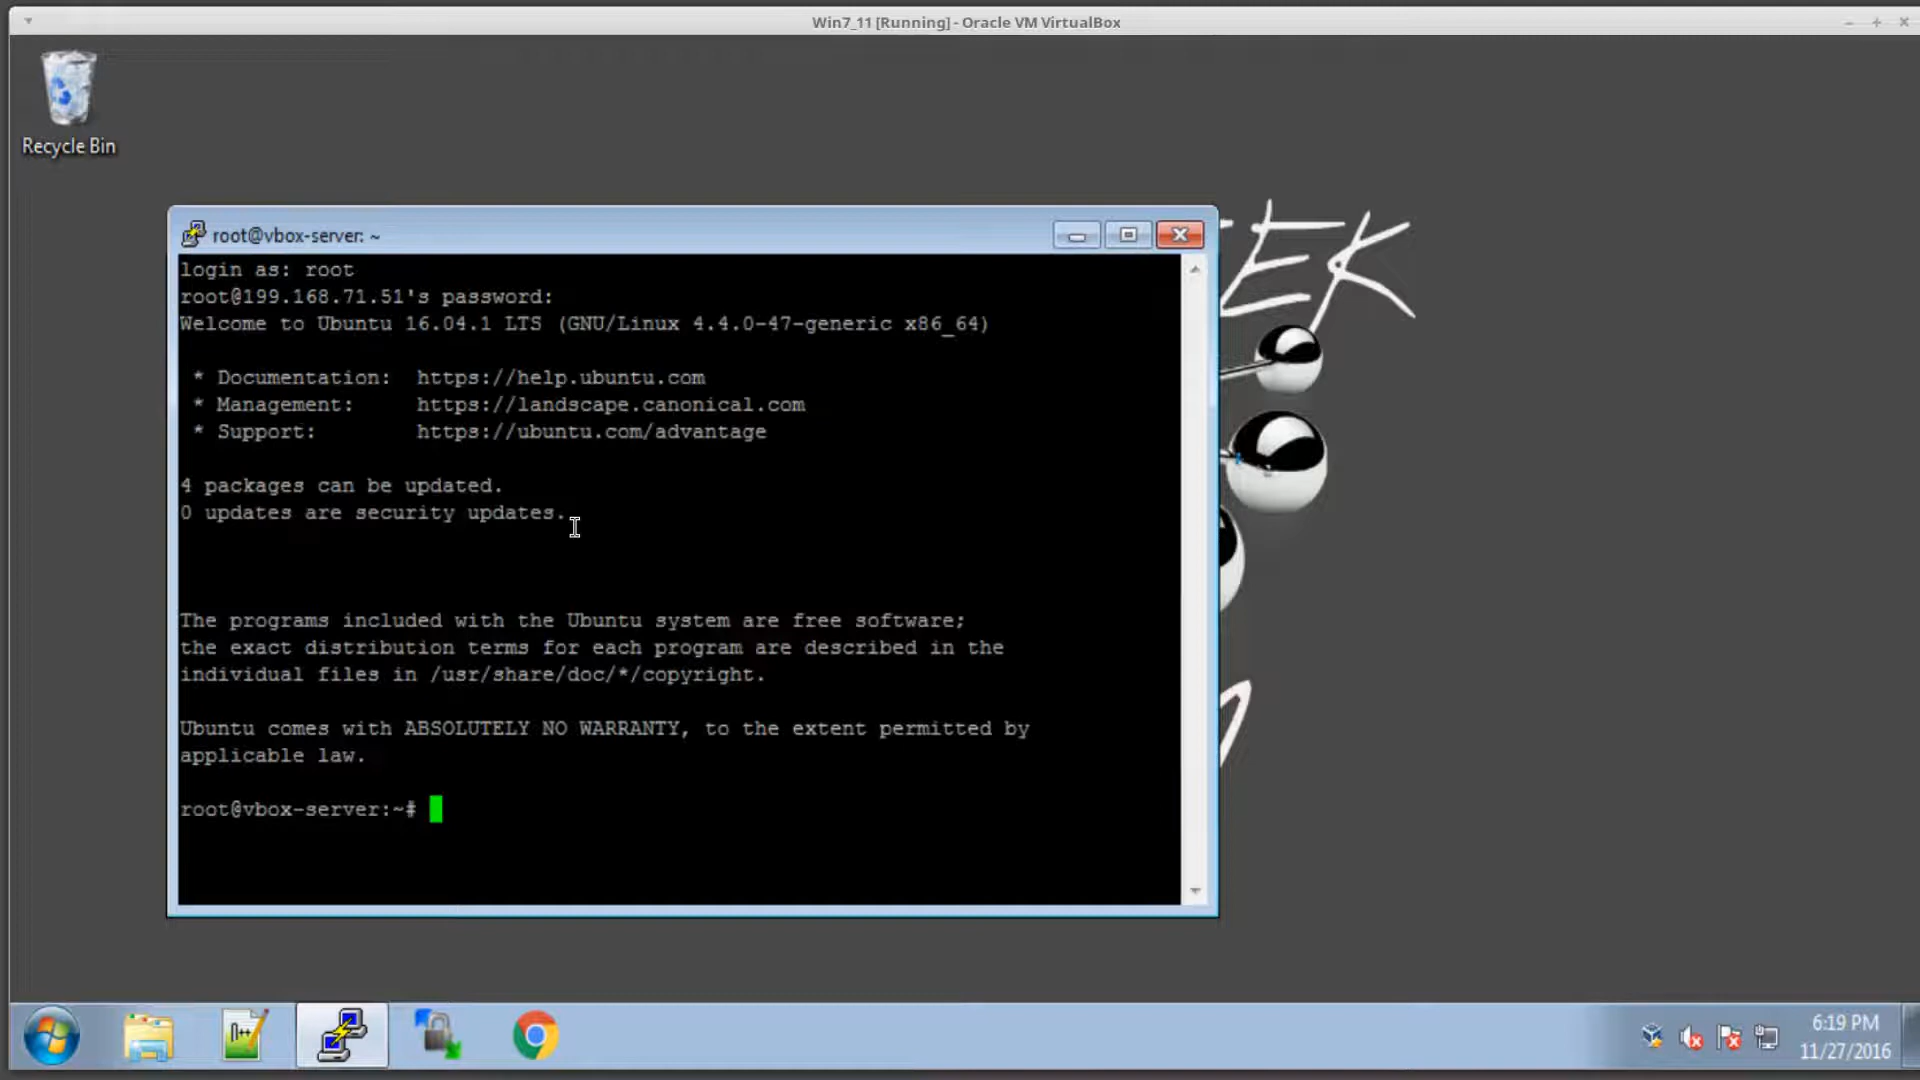 Win7_11 [Running] - Oracle VM VirtualBox
Recycle Bin
root@vbox-server: ~
login as: root
root@199.168.71.51's password:
Welcome to Ubuntu 16.04.1 LTS (GNU/Linux 4.4.0-47-generic x86_64)
* Documentation:  https://help.ubuntu.com
* Management:     https://landscape.canonical.com
* Support:        https://ubuntu.com/advantage
4 packages can be updated.
0 updates are security updates.
The programs included with the Ubuntu system are free software;
the exact distribution terms for each program are described in the
individual files in /usr/share/doc/*/copyright.
Ubuntu comes with ABSOLUTELY NO WARRANTY, to the extent permitted by
applicable law.
root@vbox-server:~#
EK
6:19 PM
11/27/2016